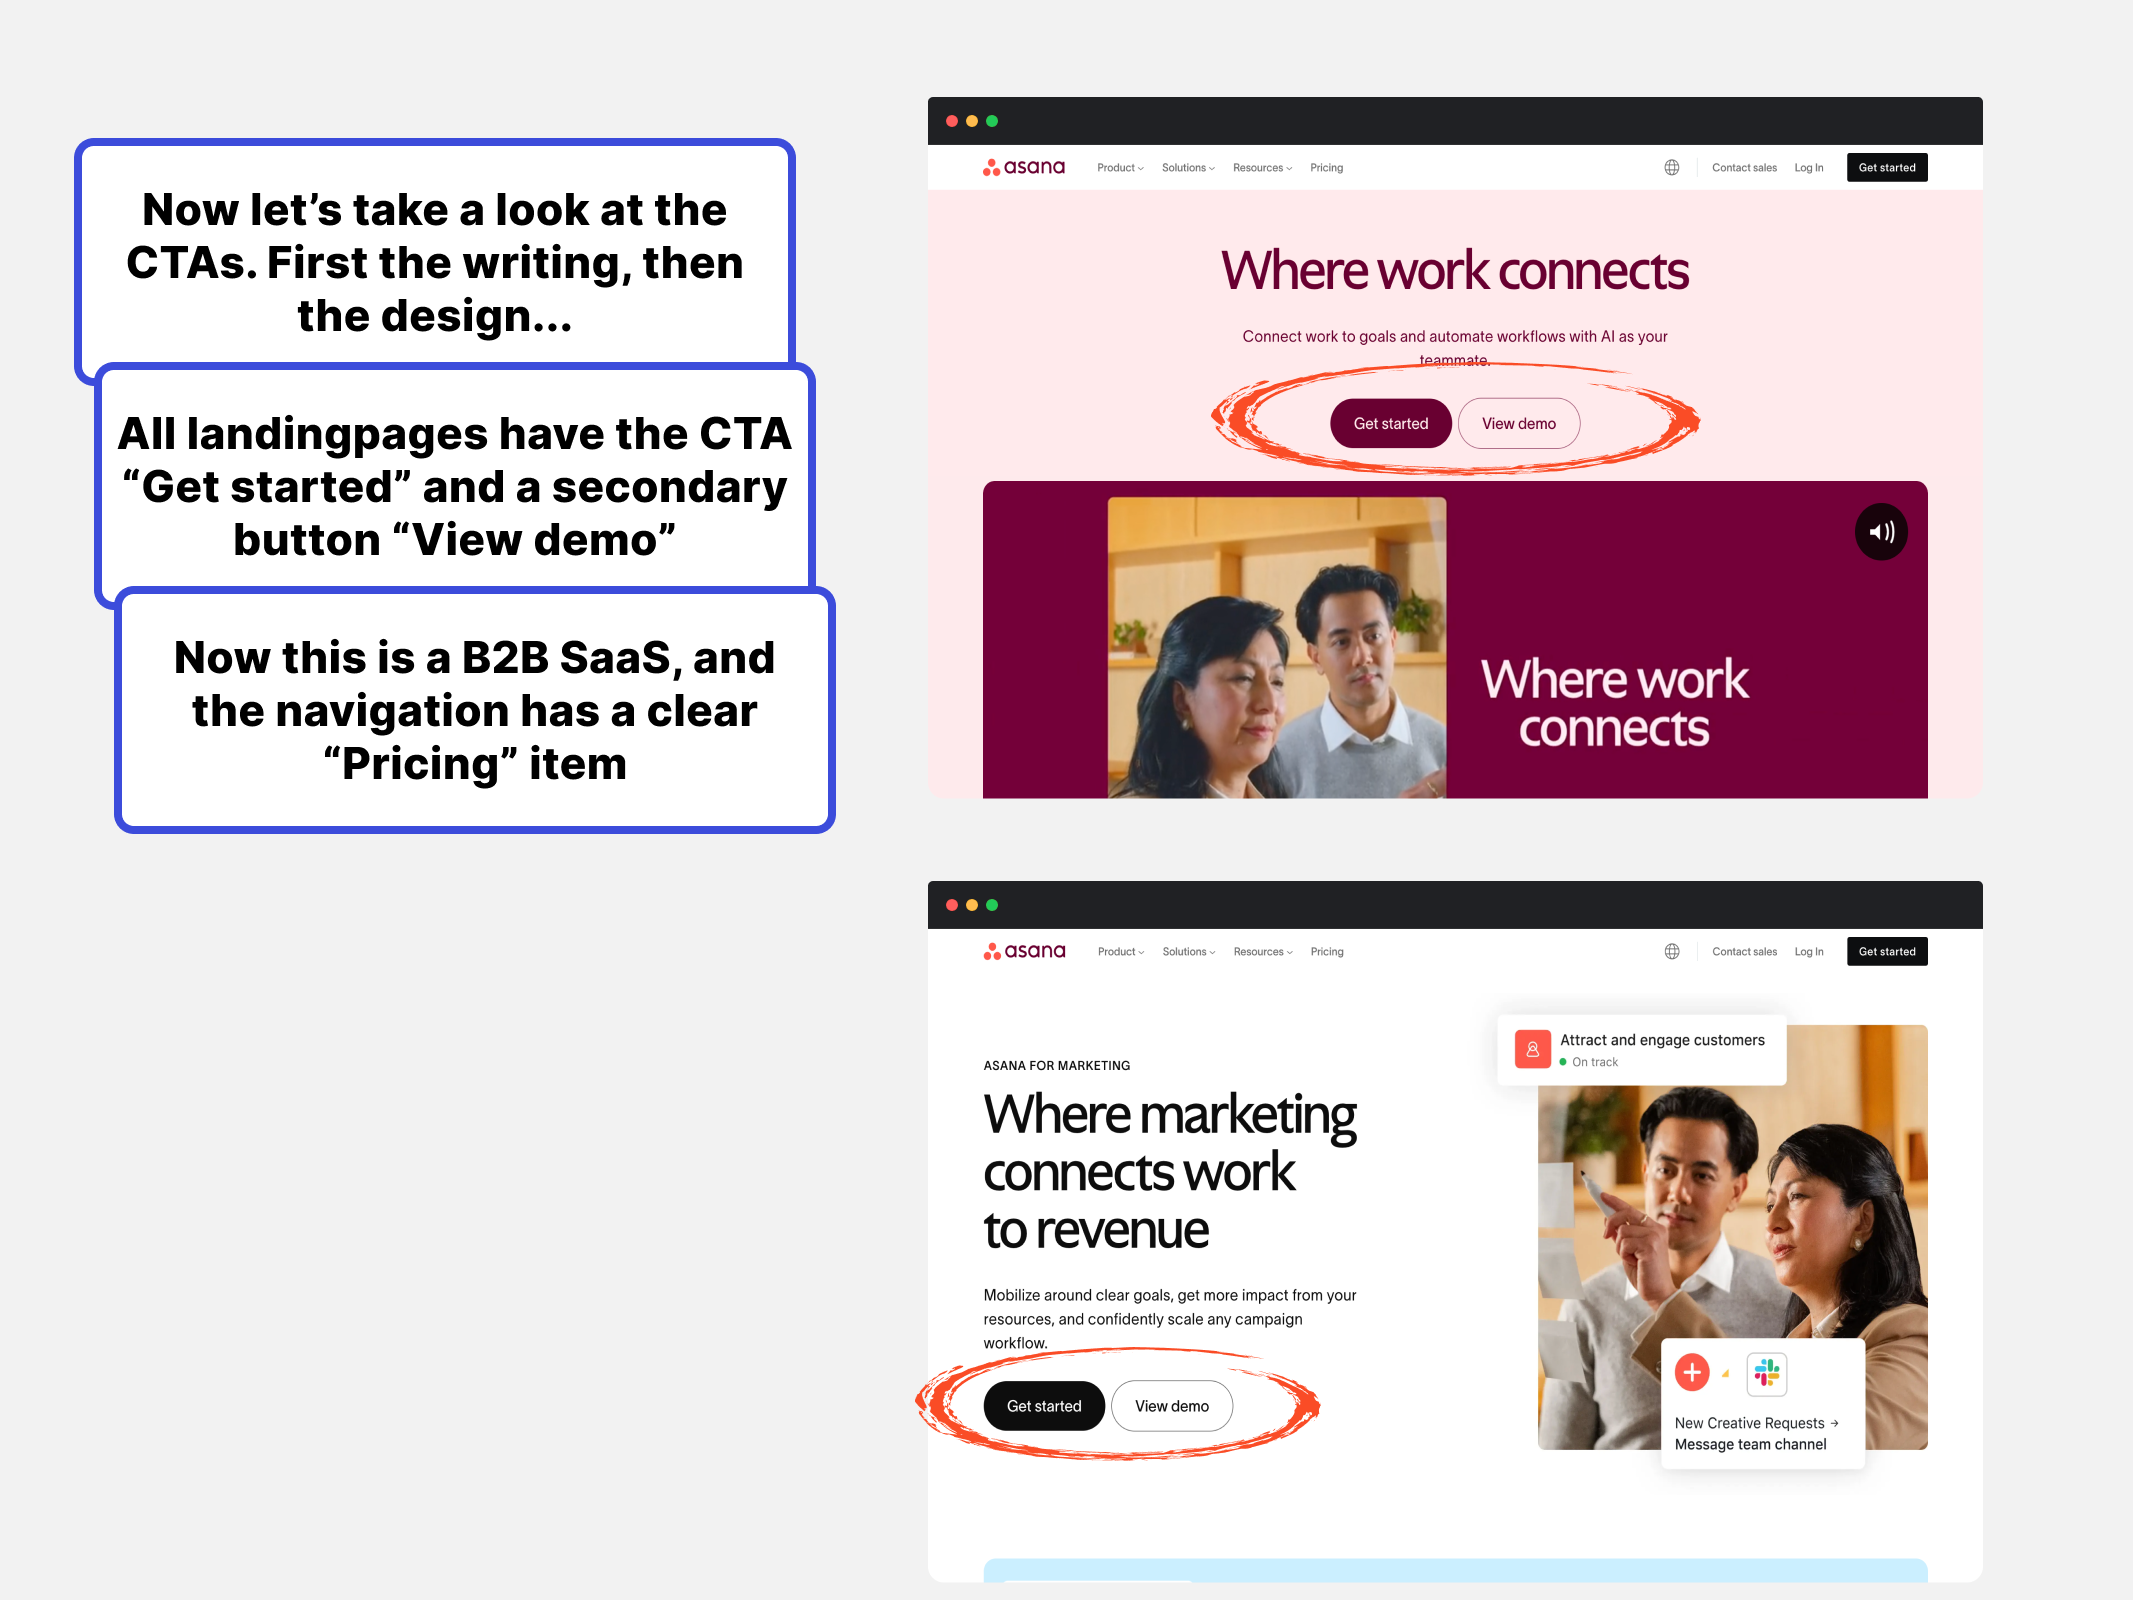 Now let’s take a look at the
CTAs. First the writing, then
the design...
All landingpages have the CTA
“Get started” and a secondary
button “View demo”
Now this is a B2B SaaS, and
the navigation has a clear
“Pricing” item
asana Product Solutions Resources Pricing Contact sales Log In Get started
Where work connects
Connect work to goals and automate workflows with AI as your
teammate.
Get started View demo
Where work
connects
asana Product Solutions Resources Pricing Contact sales Log In Get started
Attract and engage customers
On track
ASANA FOR MARKETING
Where marketing
connects work
to revenue
Mobilize around clear goals, get more impact from your
resources, and confidently scale any campaign
workflow.
Get started View demo
New Creative Requests →
Message team channel